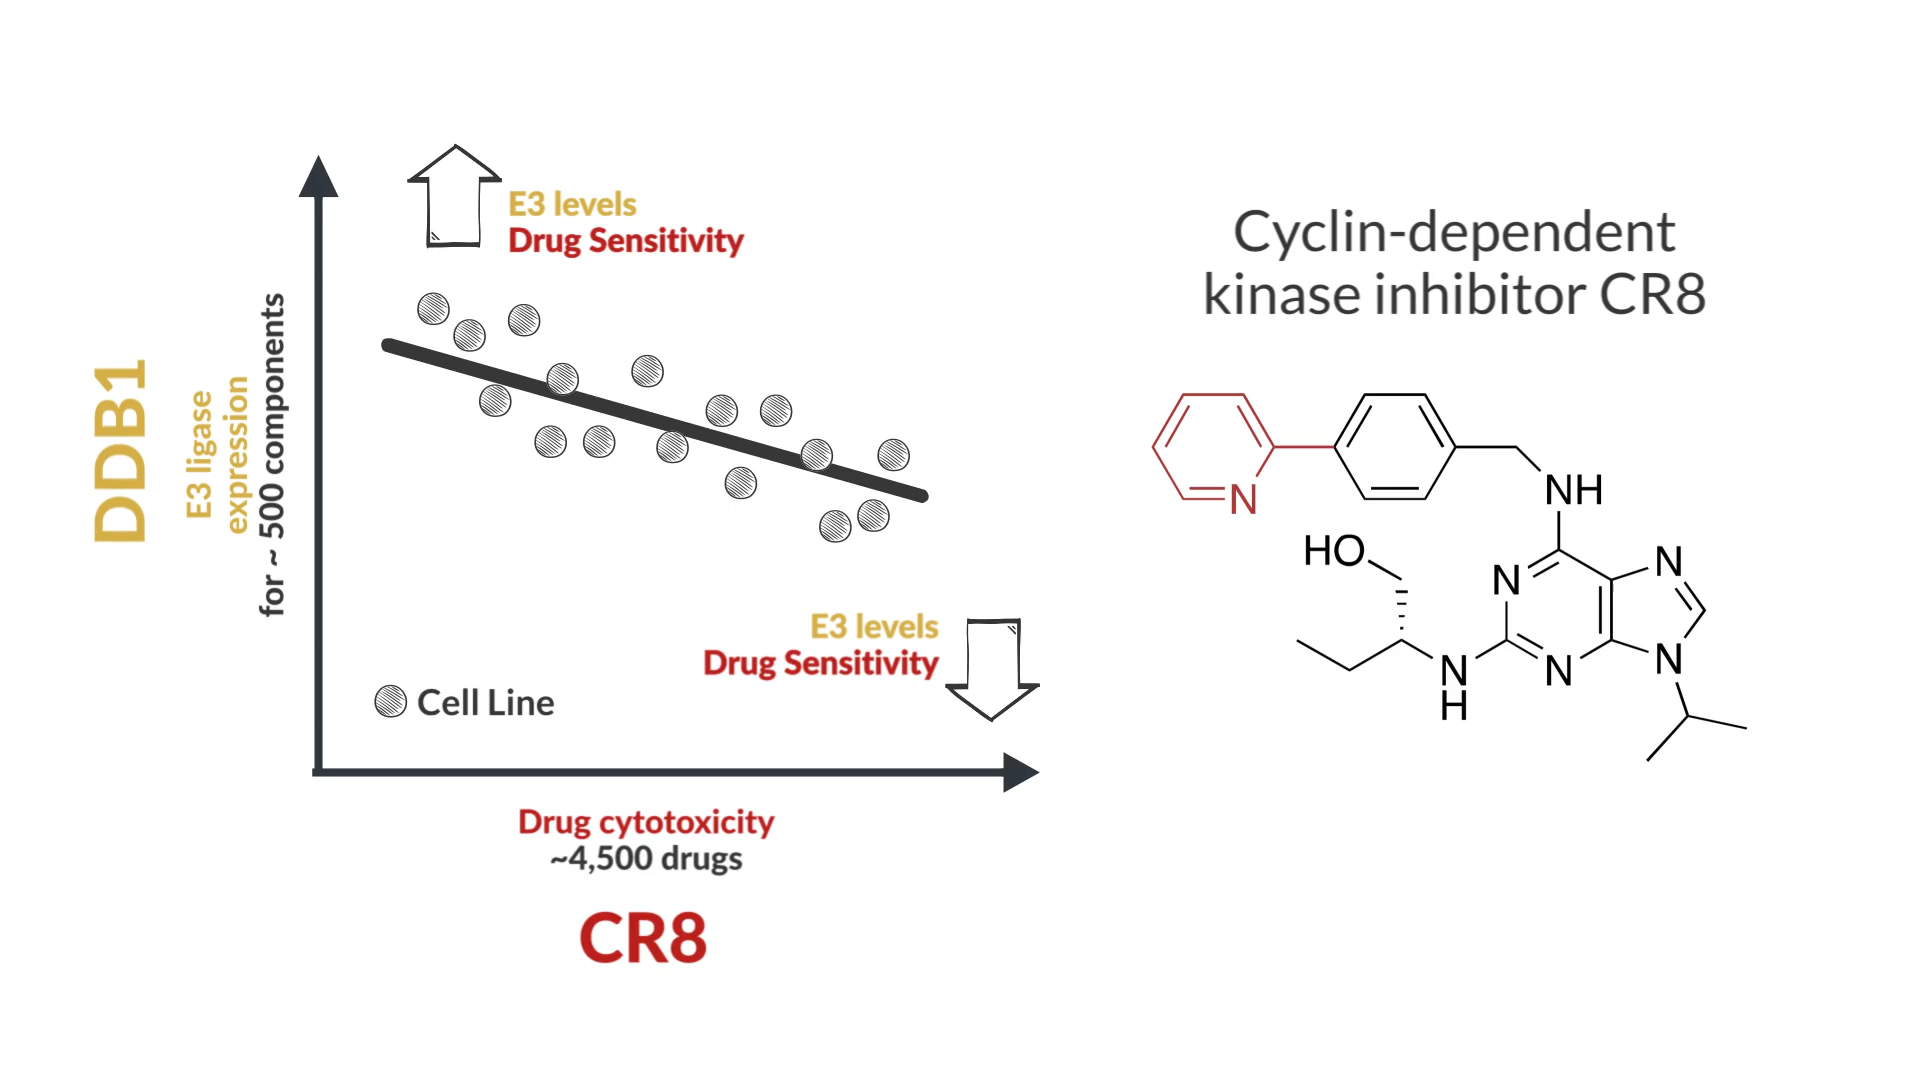 E3 levels
Drug Sensitivity
DDB1
E3 ligase
expression
for ~ 500 components
E3 levels
Drug Sensitivity
Cell Line
Drug cytotoxicity
~4,500 drugs
CR8
Cyclin-dependent
kinase inhibitor CR8
N
NH
HO
N
N
N
H
N
N